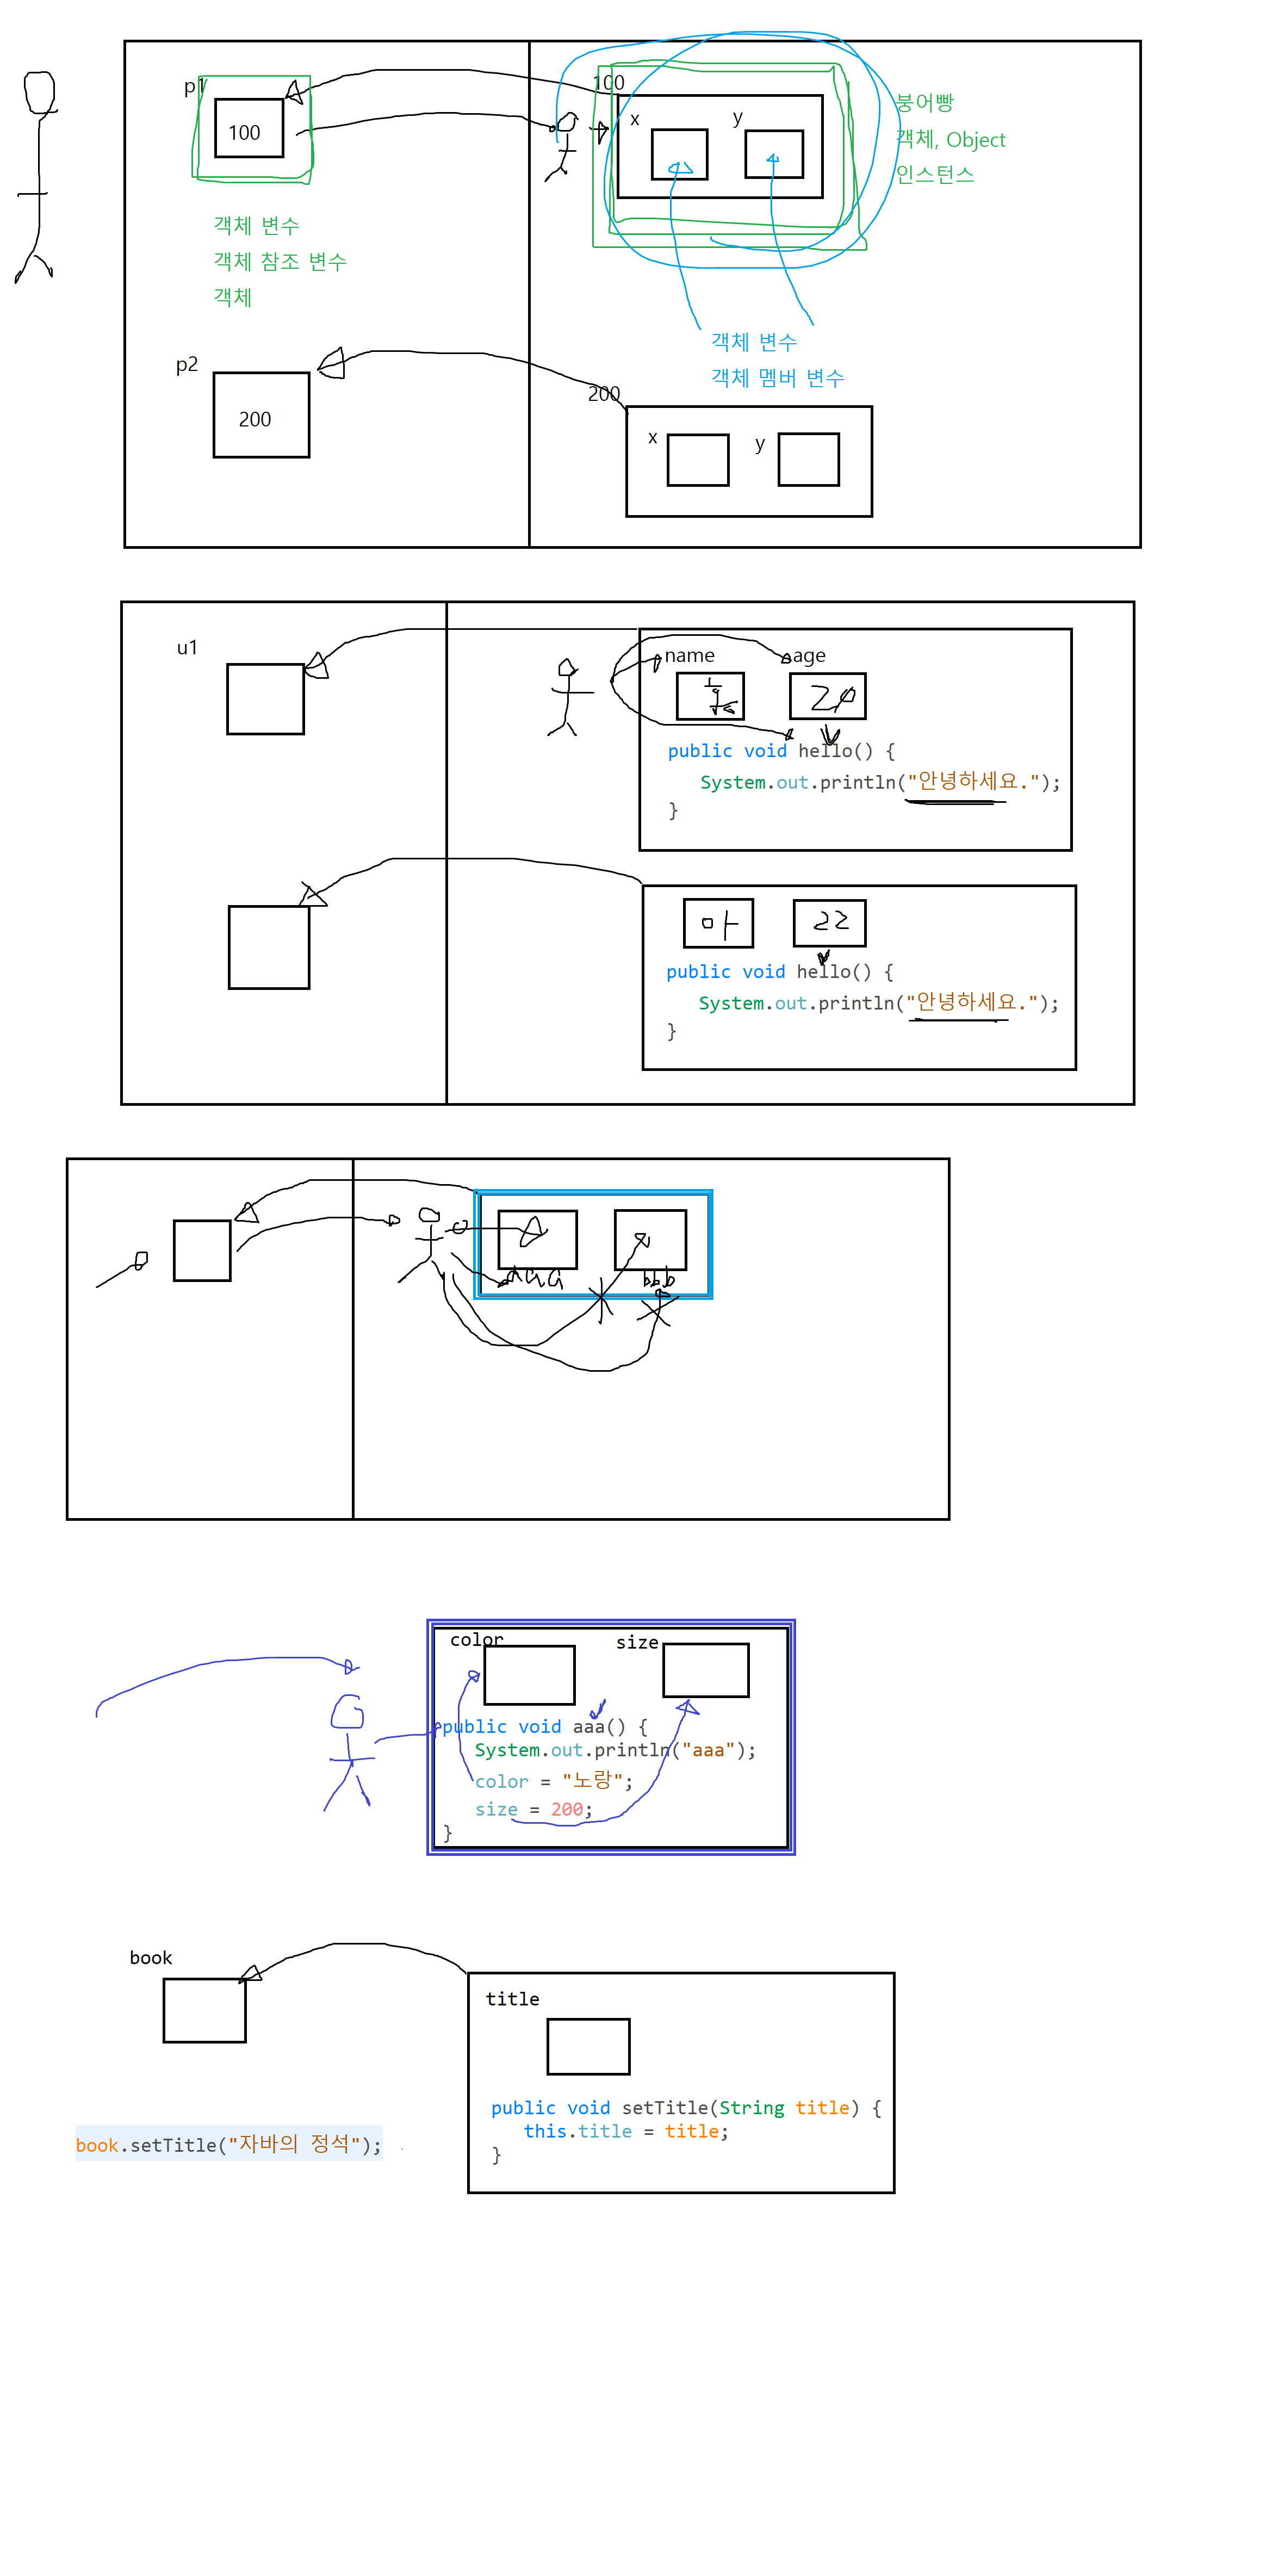 p1
100
100
x
y
붕어빵
객체, Object
인스턴스
객체 변수
객체 참조 변수
객체
객체 변수
객체 멤버 변수
p2
200
200
x
y
u1
name
age
20
public void hello() {
System.out.println("안녕하세요.");
}
아
22
public void hello() {
System.out.println("안녕하세요.");
}
aaa
bbb
color
size
public void aaa() {
System.out.println("aaa");
color = "노랑";
size = 200;
}
book
title
public void setTitle(String title) {
this.title = title;
}
book.setTitle("자바의 정석");